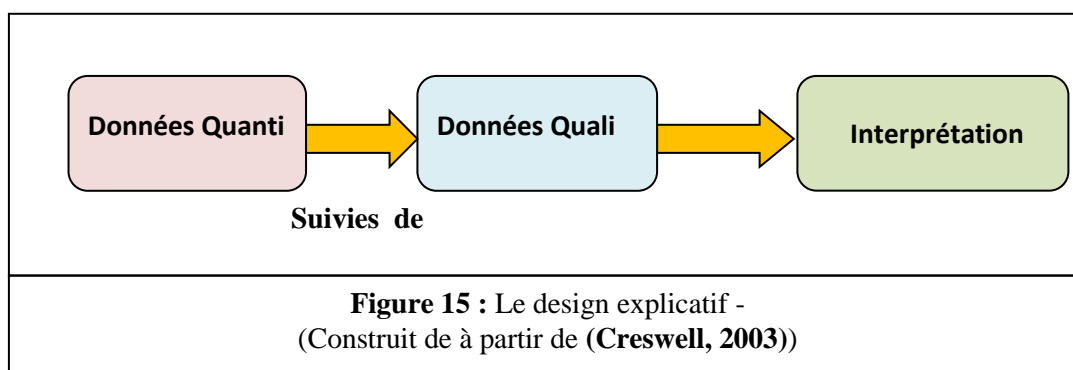 Données Quanti
Données Quali
Interprétation
Suivies de
Figure 15 : Le design explicatif -
(Construit de à partir de (Creswell, 2003))